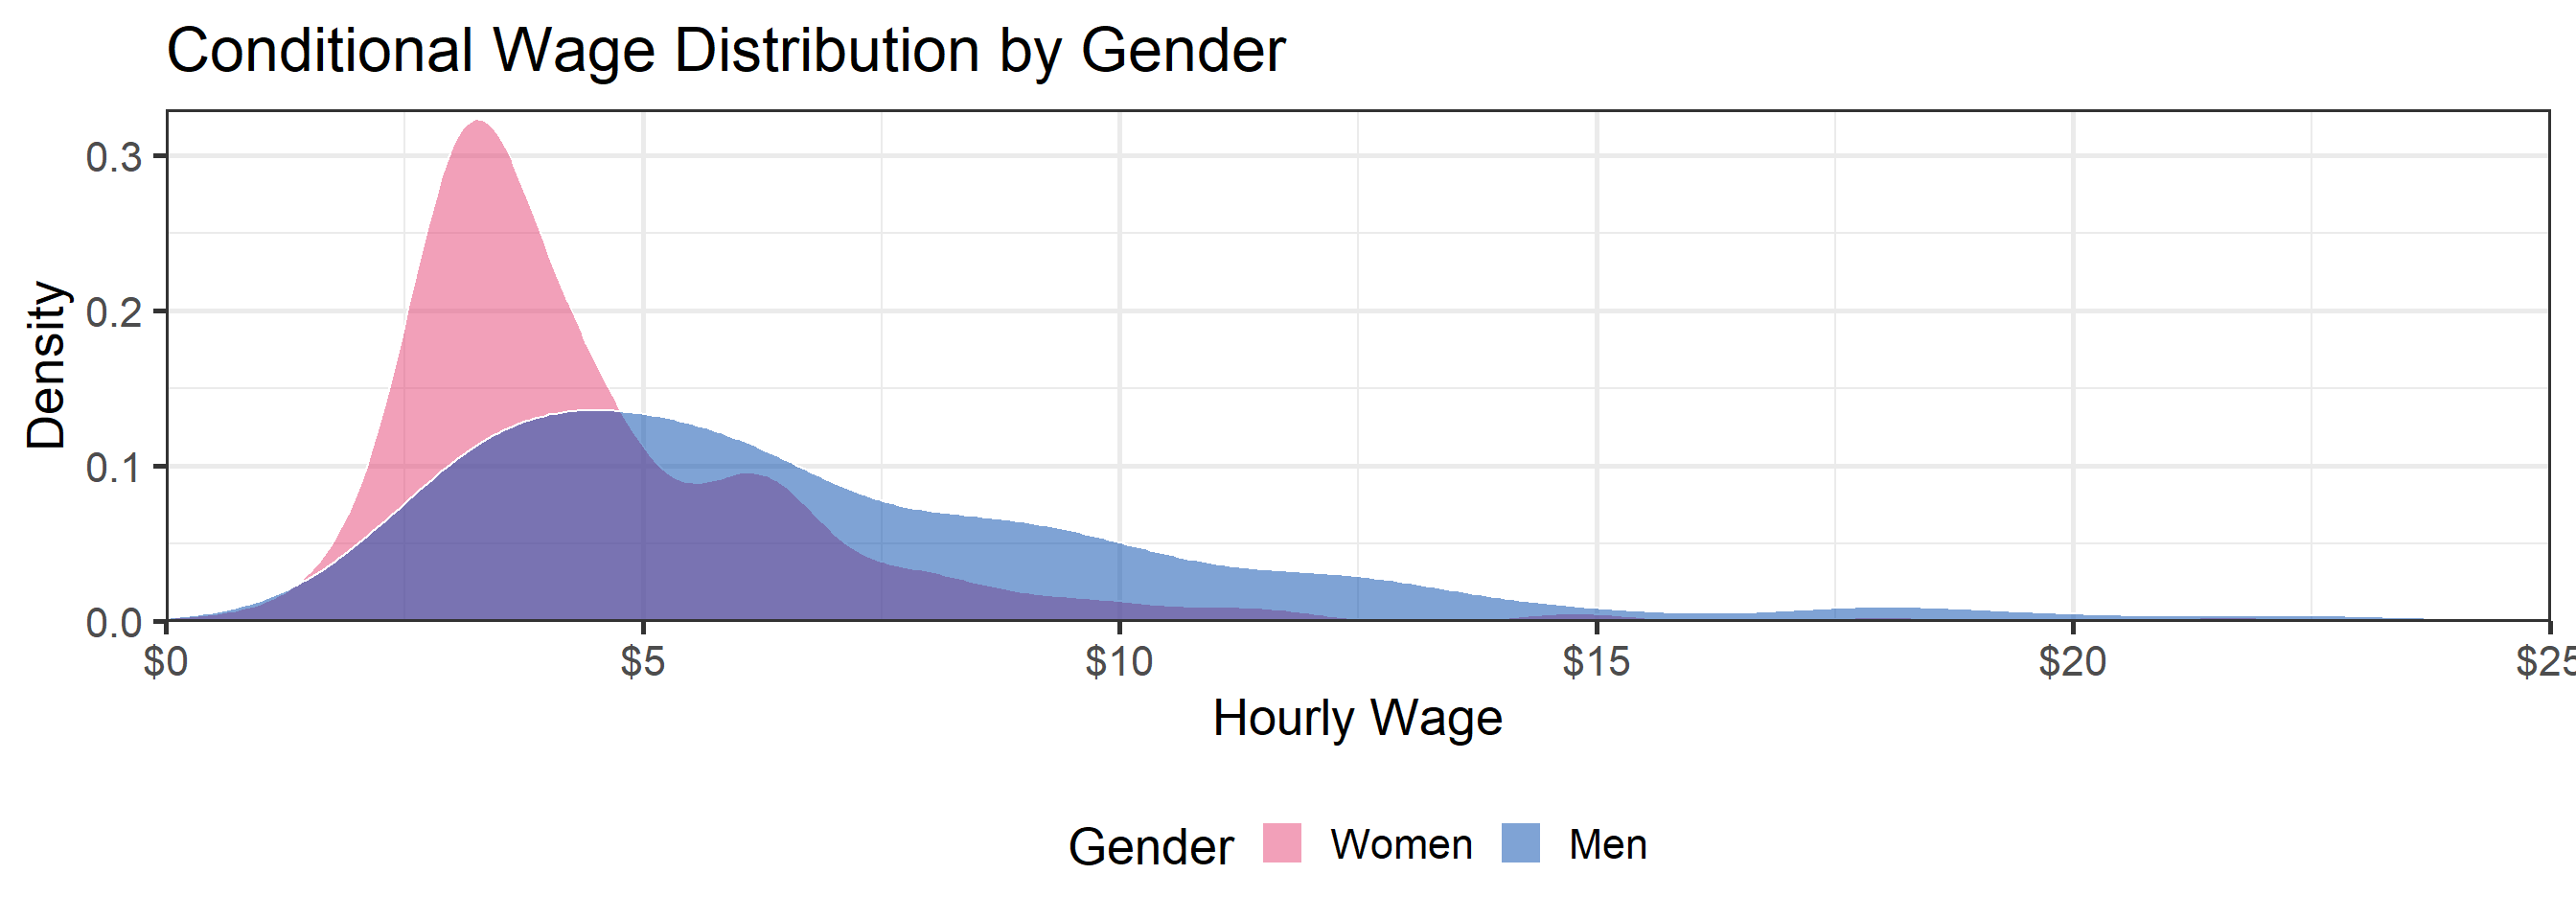 Conditional Wage Distribution by Gender
Density
0.3
0.2
0.1
0.0
$0 $5 $10 $15 $20 $25
Hourly Wage
Gender Women Men